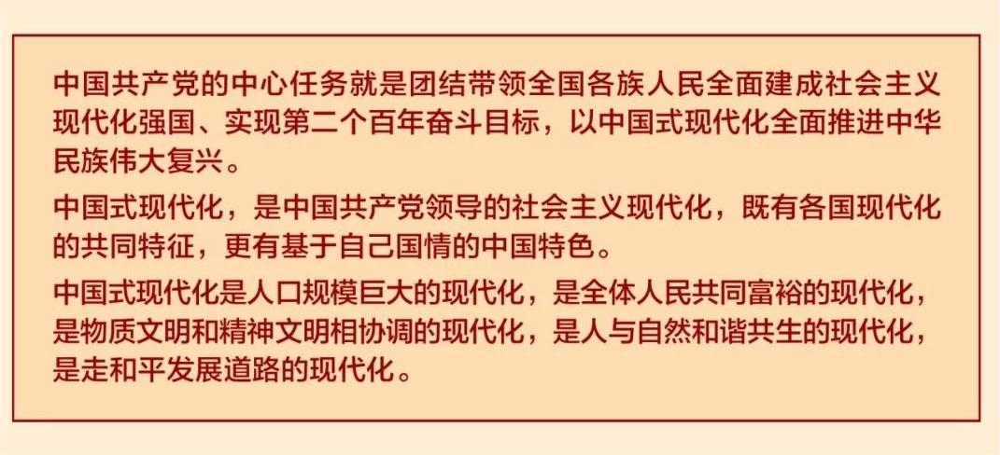 中国共产党的中心任务就是团结带领全国各族人民全面建成社会主义
现代化强国、实现第二个百年奋斗目标，以中国式现代化全面推进中华
民族伟大复兴。
中国式现代化，是中国共产党领导的社会主义现代化，既有各国现代化
的共同特征，更有基于自己国情的中国特色。
中国式现代化是人口规模巨大的现代化，是全体人民共同富裕的现代化，
是物质文明和精神文明相协调的现代化，是人与自然和谐共生的现代化，
是走和平发展道路的现代化。